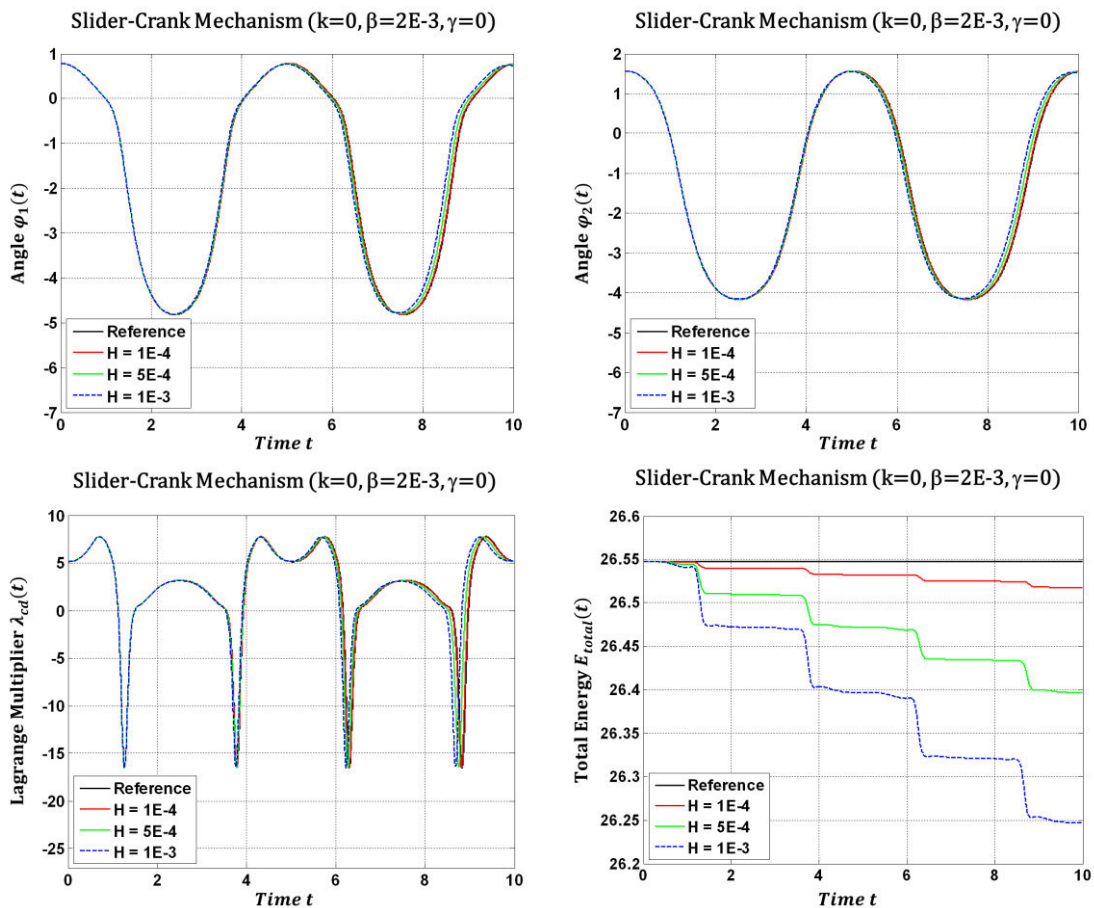 Slider-Crank Mechanism (k=0, β=2E-3, γ=0)
1
0
-1
-2
-3
-4
-5
-6
-7
Angle φ₁(t)
Reference
H = 1E-4
H = 5E-4
H = 1E-3
0
2
4
6
8
10
Time t
Slider-Crank Mechanism (k=0, β=2E-3, γ=0)
2
1
0
-1
-2
-3
-4
-5
-6
-7
Angle φ₂(t)
Reference
H = 1E-4
H = 5E-4
H = 1E-3
0
2
4
6
8
10
Time t
Slider-Crank Mechanism (k=0, β=2E-3, γ=0)
10
5
0
-5
-10
-15
-20
-25
Lagrange Multiplier λcd(t)
Reference
H = 1E-4
H = 5E-4
H = 1E-3
0
2
4
6
8
10
Time t
Slider-Crank Mechanism (k=0, β=2E-3, γ=0)
26.6
26.55
26.5
26.45
26.4
26.35
26.3
26.25
26.2
Total Energy Etotal(t)
Reference
H = 1E-4
H = 5E-4
H = 1E-3
0
2
4
6
8
10
Time t